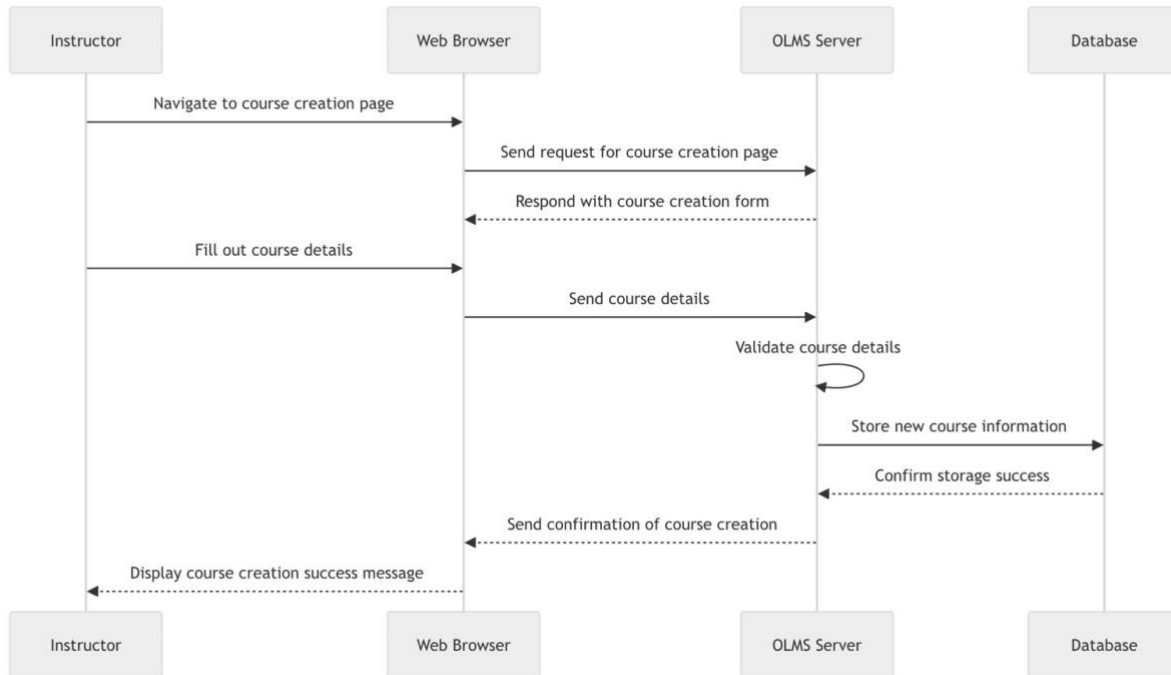 Instructor
Web Browser
OLMS Server
Database
Navigate to course creation page
Send request for course creation page
Respond with course creation form
Fill out course details
Send course details
Validate course details
Store new course information
Confirm storage success
Send confirmation of course creation
Display course creation success message
Instructor
Web Browser
OLMS Server
Database